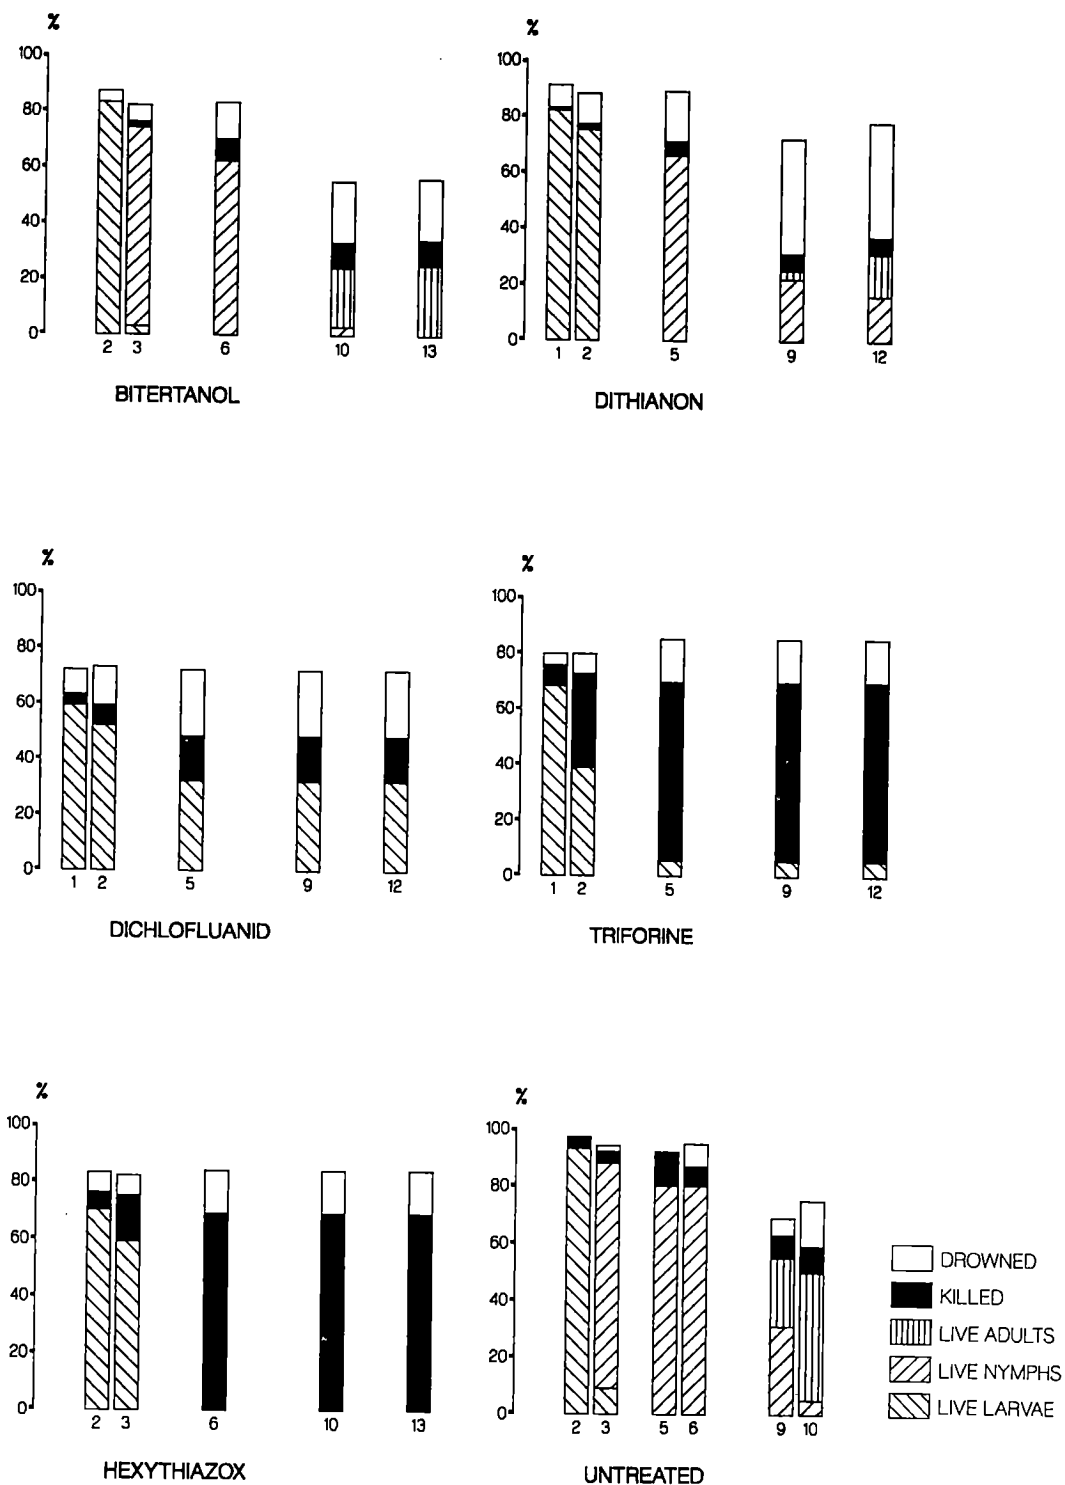 %
100
80
60
40
20
0
2 3 6 10 13
BITERTANOL
%
100
80
60
40
20
0
1 2 5 9 12
DITHIANON
%
100
80
60
40
20
0
1 2 5 9 12
DICHLOFLUANID
%
100
80
60
40
20
0
1 2 5 9 12
TRIFORINE
%
100
80
60
40
20
0
2 3 6 10 13
HEXYTHIAZOX
%
100
80
60
40
20
0
2 3 5 6 9 10
UNTREATED
DROWNED
KILLED
LIVE ADULTS
LIVE NYMPHS
LIVE LARVAE